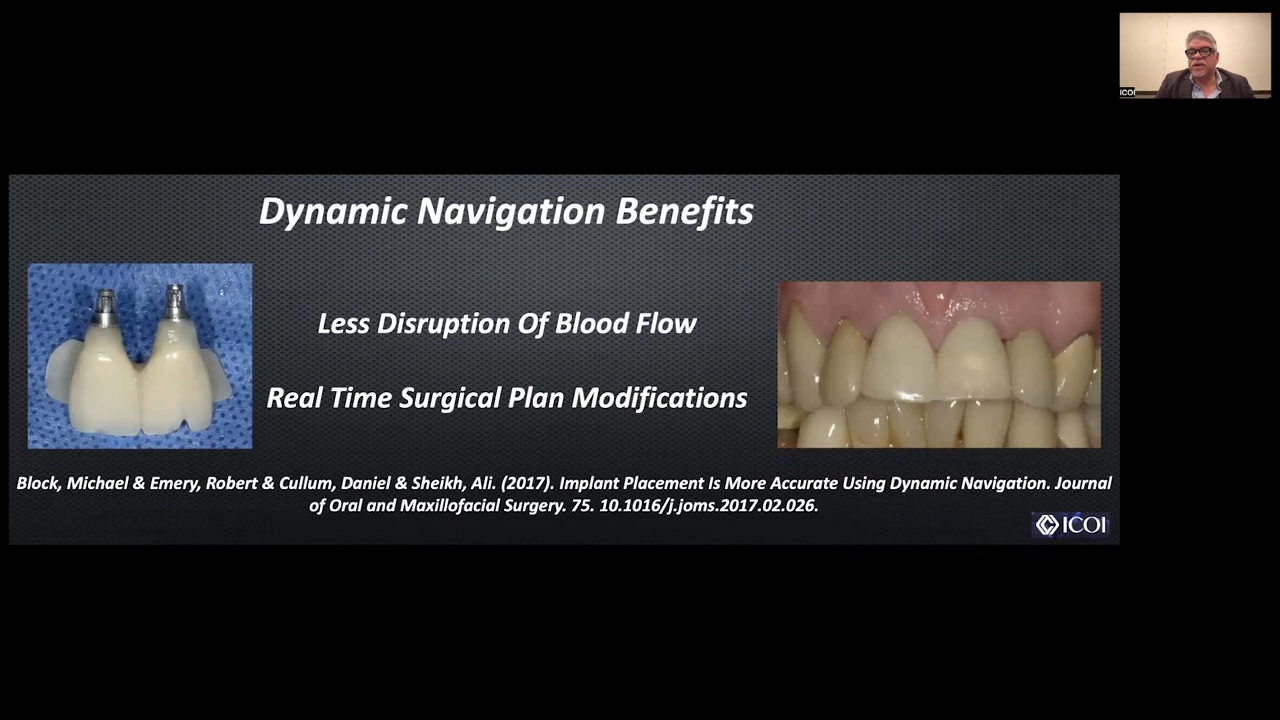 ICOI
Dynamic Navigation Benefits
Less Disruption Of Blood Flow
Real Time Surgical Plan Modifications
Block, Michael & Emery, Robert & Cullum, Daniel & Sheikh, Ali. (2017). Implant Placement Is More Accurate Using Dynamic Navigation. Journal
of Oral and Maxillofacial Surgery. 75. 10.1016/j.joms.2017.02.026.
ICOI